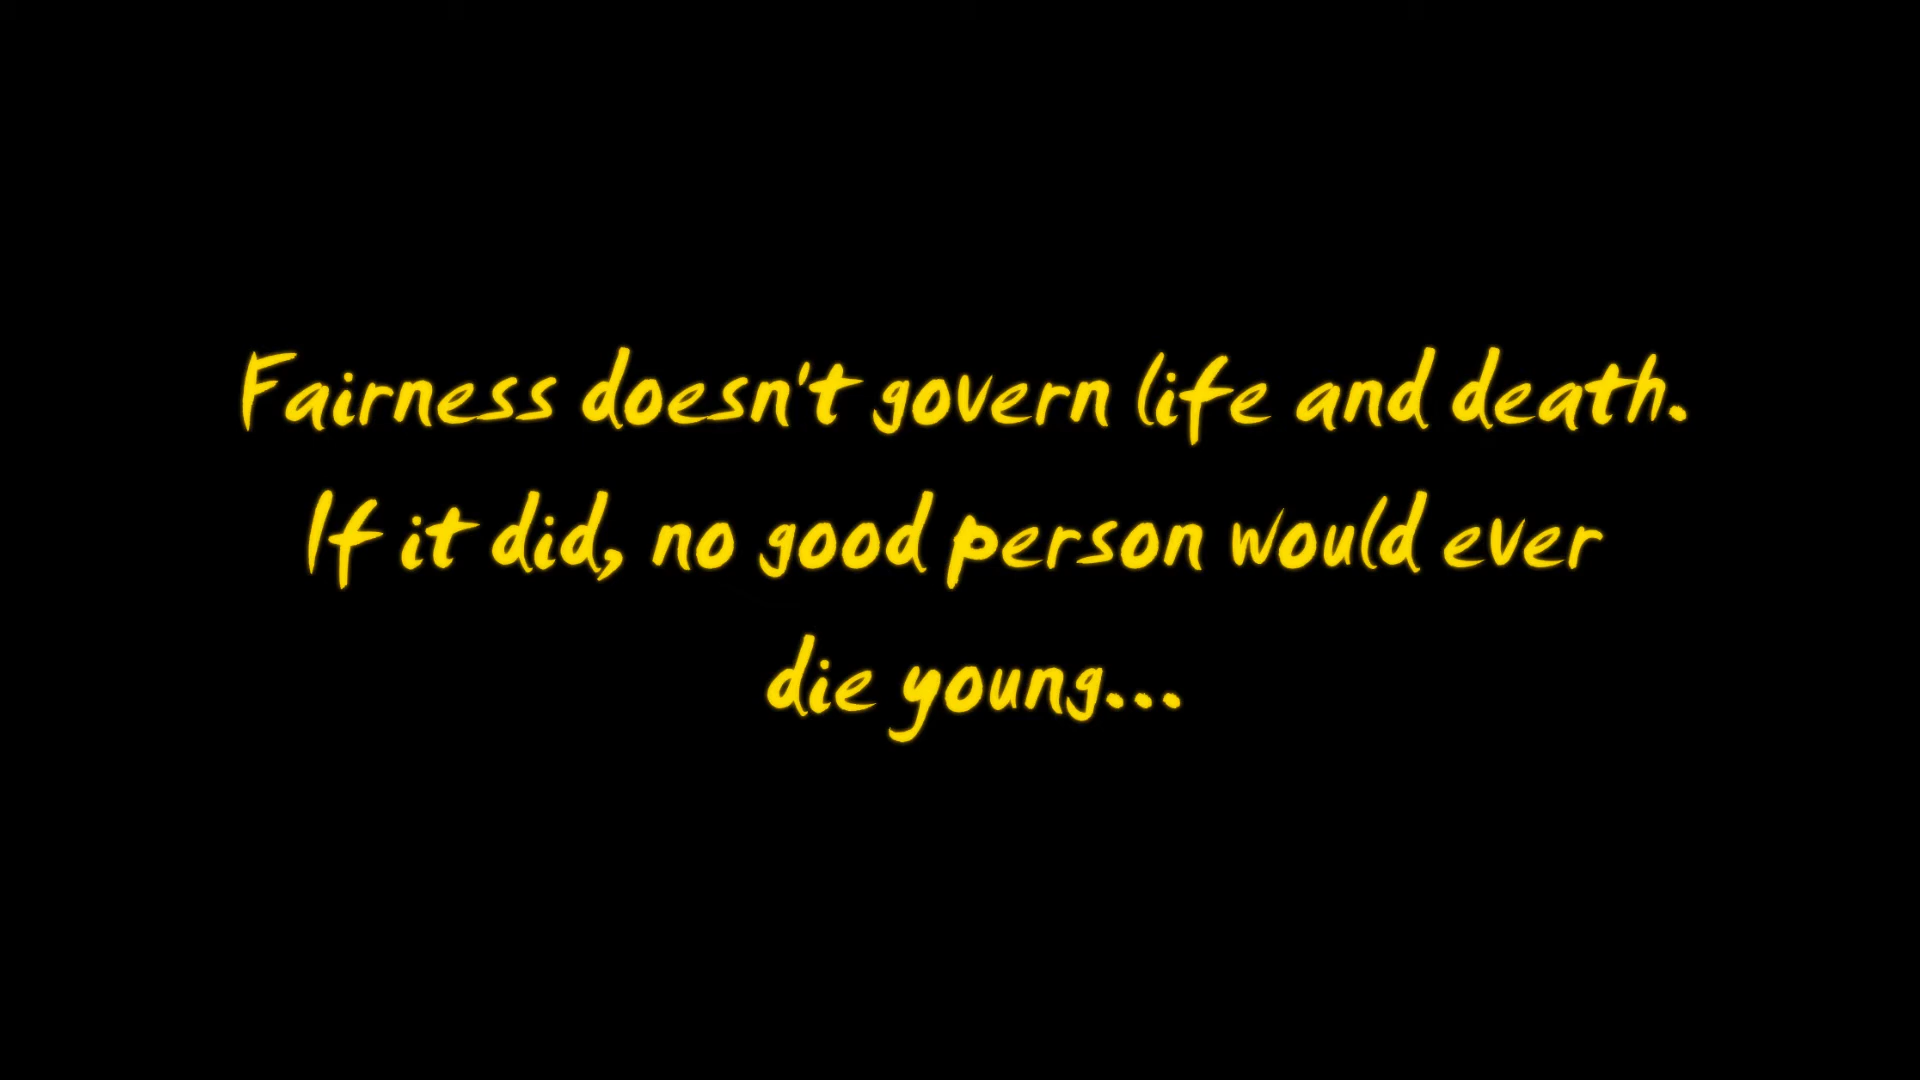 Fairness doesn't govern life and death.
If it did, no good person would ever
die young...